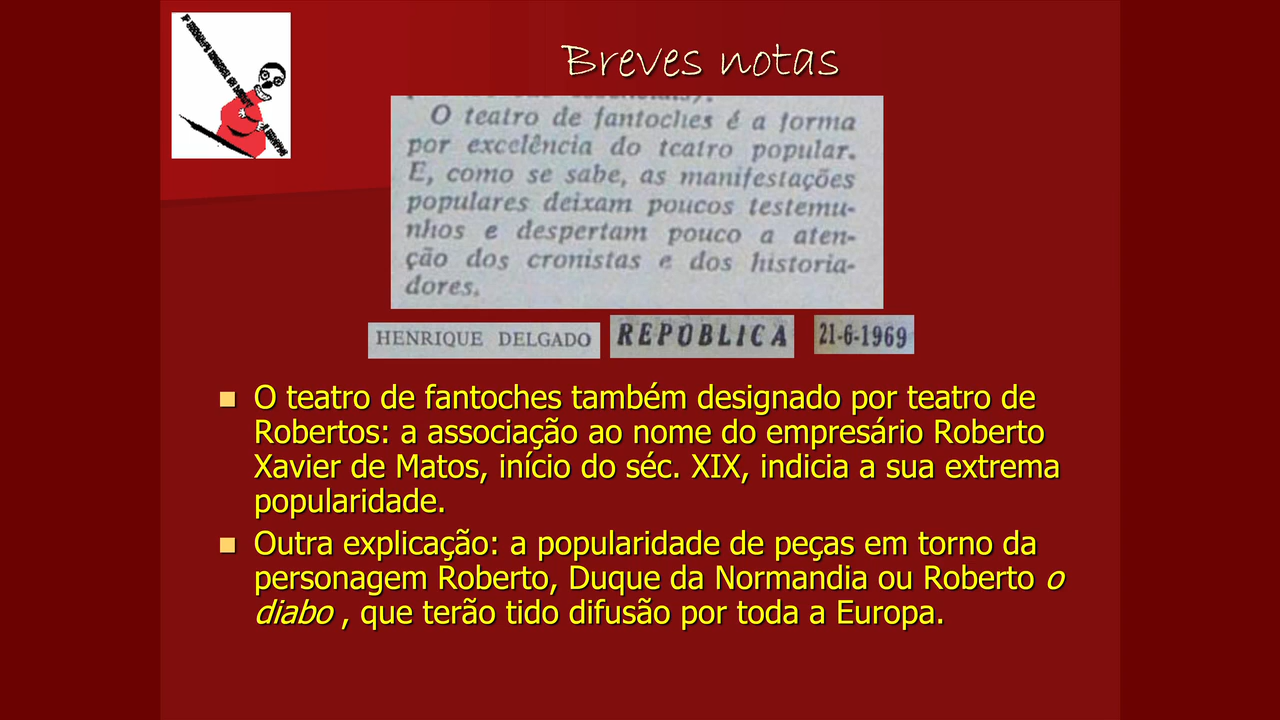 Breves notas
O teatro de fantoches é a forma
por excelência do teatro popular.
E, como se sabe, as manifestações
populares deixam poucos testemu-
nhos e despertam pouco a aten-
ção dos cronistas e dos historia-
dores.
HENRIQUE DELGADO
REPÚBLICA
21-6-1969
O teatro de fantoches também designado por teatro de
Robertos: a associação ao nome do empresário Roberto
Xavier de Matos, início do séc. XIX, indicia a sua extrema
popularidade.
Outra explicação: a popularidade de peças em torno da
personagem Roberto, Duque da Normandia ou Roberto o
diabo , que terão tido difusão por toda a Europa.